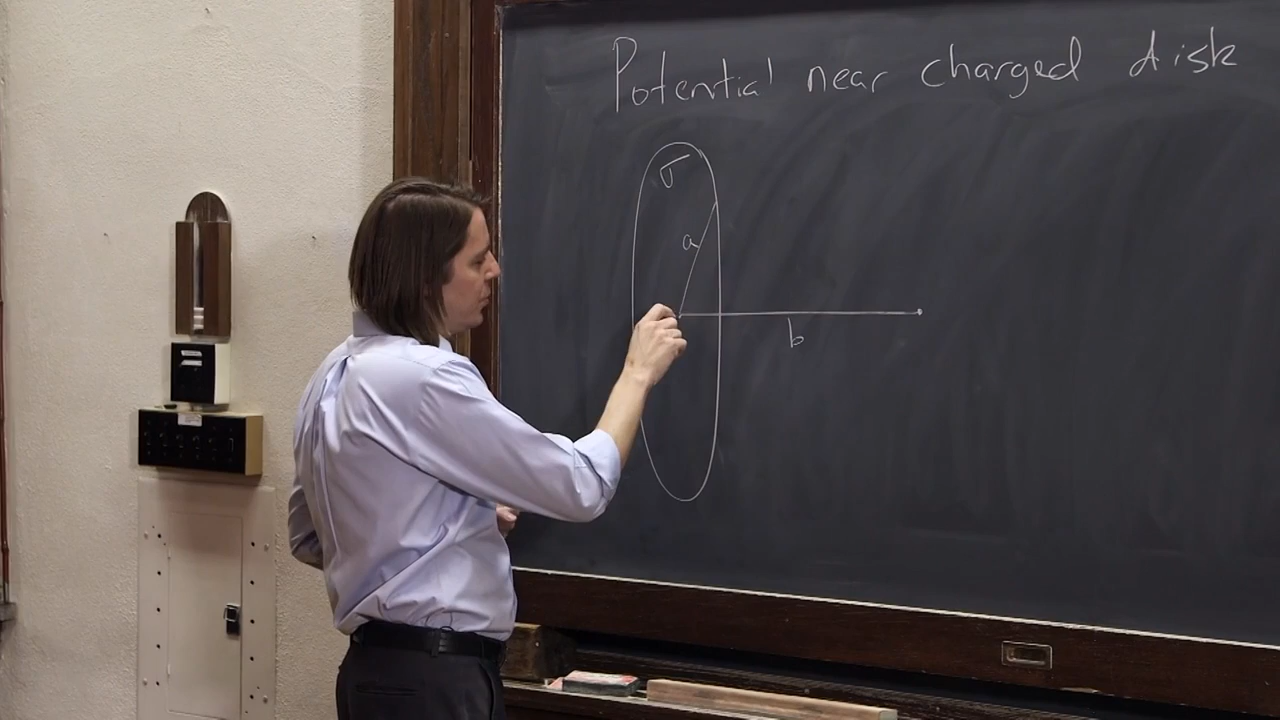 Potential near charged disk
σ
a
b